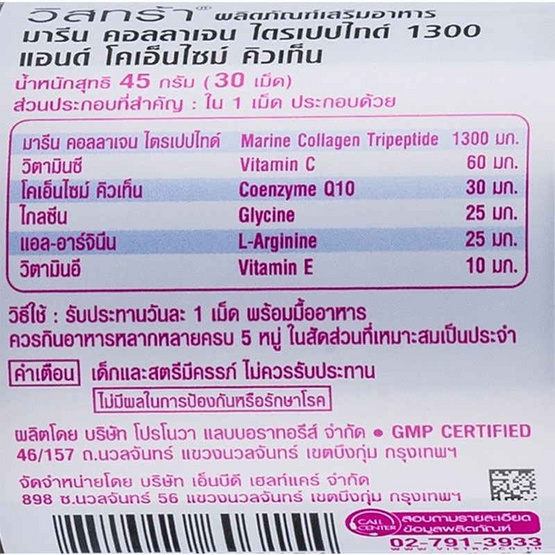 วิสทร้า® ผลิตภัณฑ์เสริมอาหาร
มารีน คอลลาเจน ไตรเปปไทด์ 1300
แอนด์ โคเอ็นไซม์ คิวเท็น
น้ำหนักสุทธิ 45 กรัม (30 เม็ด)
ส่วนประกอบที่สำคัญ : ใน 1 เม็ด ประกอบด้วย
มารีน คอลลาเจน ไตรเปปไทด์ Marine Collagen Tripeptide 1300 มก.
วิตามินซี Vitamin C 60 มก.
โคเอ็นไซม์ คิวเท็น Coenzyme Q10 30 มก.
ไกลซีน Glycine 25 มก.
แอล-อาร์จินีน L-Arginine 25 มก.
วิตามินอี Vitamin E 10 มก.
วิธีใช้ : รับประทานวันละ 1 เม็ด พร้อมมื้ออาหาร
ควรกินอาหารหลากหลายครบ 5 หมู่ ในสัดส่วนที่เหมาะสมเป็นประจำ
คำเตือน เด็กและสตรีมีครรภ์ ไม่ควรรับประทาน
ไม่มีผลในการป้องกันหรือรักษาโรค
ผลิตโดย บริษัท โปรโนวา แลบบอราทอรีส์ จำกัด • GMP CERTIFIED
46/157 ถ.นวลจันทร์ แขวงนวลจันทร์ เขตบึงกุ่ม กรุงเทพฯ
จัดจำหน่ายโดย บริษัท เอ็นบีดี เฮลท์แคร์ จำกัด
898 ซ.นวลจันทร์ 56 แขวงนวลจันทร์ เขตบึงกุ่ม กรุงเทพฯ
CALL CENTER สอบถามรายละเอียด
ข้อมูลผลิตภัณฑ์
02-791-3933